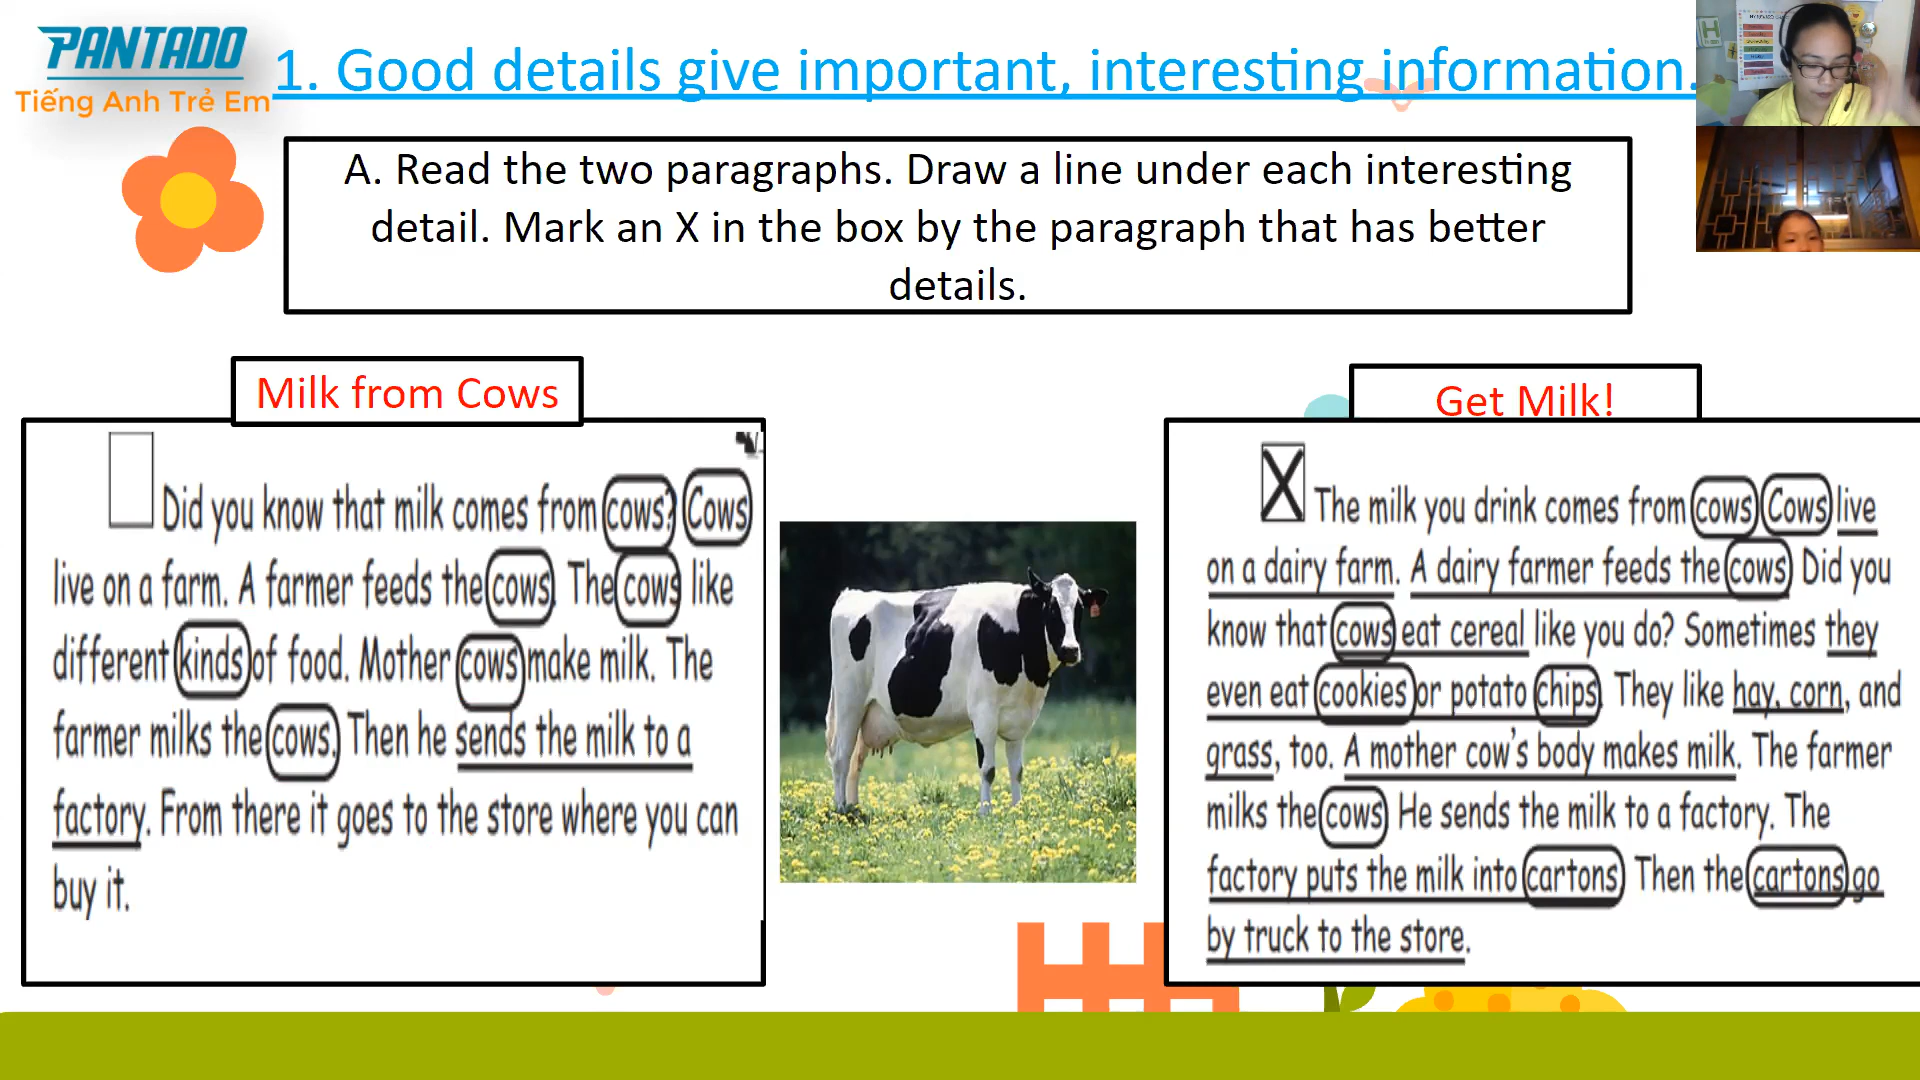 PANTADO
Tiếng Anh Trẻ Em
1. Good details give important, interesting information.
A. Read the two paragraphs. Draw a line under each interesting
detail. Mark an X in the box by the paragraph that has better
details.
Milk from Cows
Did you know that milk comes from cows? Cows
live on a farm. A farmer feeds the cows. The cows like
different kinds of food. Mother cows make milk. The
farmer milks the cows. Then he sends the milk to a
factory. From there it goes to the store where you can
buy it.
Get Milk!
X The milk you drink comes from cows Cows live
on a dairy farm. A dairy farmer feeds the cows Did you
know that cows eat cereal like you do? Sometimes they
even eat cookies or potato chips. They like hay, corn, and
grass, too. A mother cow's body makes milk. The farmer
milks the cows He sends the milk to a factory. The
factory puts the milk into cartons Then the cartons go
by truck to the store.